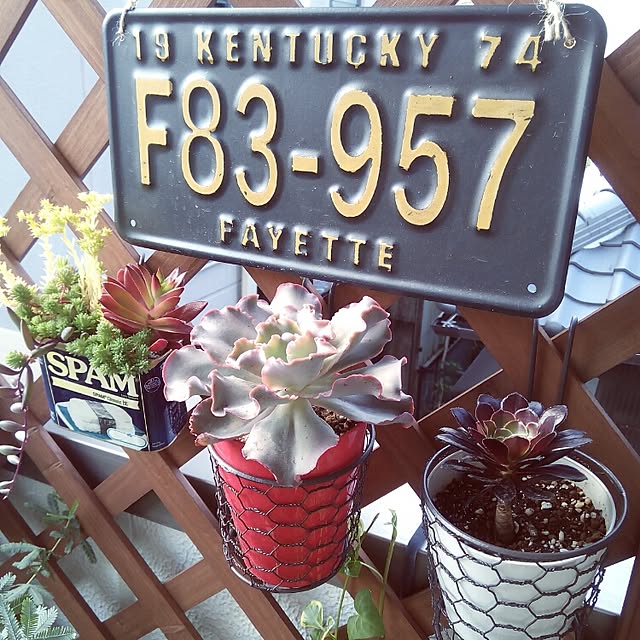 19 KENTUCKY 74
F83-957
FAYETTE
SPAM